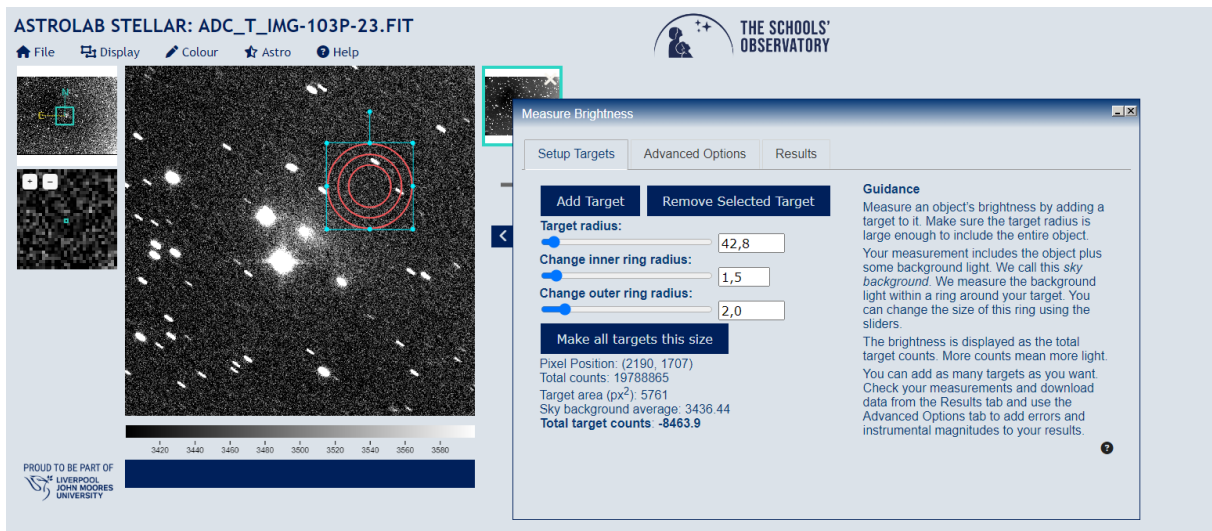 ASTROLAB STELLAR: ADC_T_IMG-103P-23.FIT
File Display Colour Astro Help
THE SCHOOLS'
OBSERVATORY
N
E
+ −
Measure Brightness
Setup Targets Advanced Options Results
Add Target Remove Selected Target
Target radius:
42,8
Change inner ring radius:
1,5
Change outer ring radius:
2,0
Make all targets this size
Pixel Position: (2190, 1707)
Total counts: 19788865
Target area (px²): 5761
Sky background average: 3436.44
Total target counts: -8463.9
Guidance
Measure an object's brightness by adding a
target to it. Make sure the target radius is
large enough to include the entire object.
Your measurement includes the object plus
some background light. We call this sky
background. We measure the background
light within a ring around your target. You
can change the size of this ring using the
sliders.
The brightness is displayed as the total
target counts. More counts mean more light.
You can add as many targets as you want.
Check your measurements and download
data from the Results tab and use the
Advanced Options tab to add errors and
instrumental magnitudes to your results.
3420 3440 3460 3480 3500 3520 3540 3560 3580
PROUD TO BE PART OF
LIVERPOOL
JOHN MOORES
UNIVERSITY